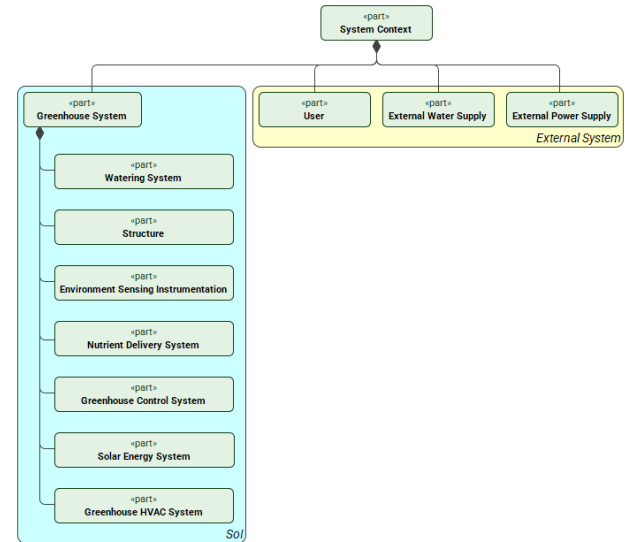 «part»
System Context
«part»
Greenhouse System
«part»
User
«part»
External Water Supply
«part»
External Power Supply
External System
«part»
Watering System
«part»
Structure
«part»
Environment Sensing Instrumentation
«part»
Nutrient Delivery System
«part»
Greenhouse Control System
«part»
Solar Energy System
«part»
Greenhouse HVAC System
SoI